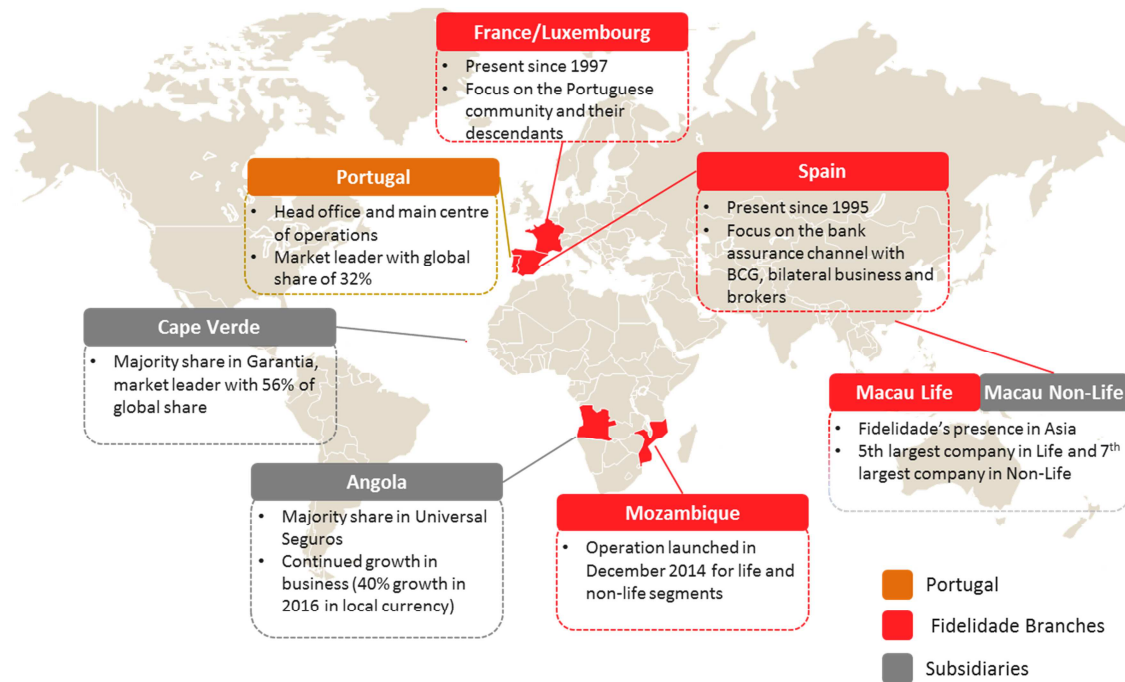 France/Luxembourg
• Present since 1997
• Focus on the Portuguese
community and their
descendants
Portugal
• Head office and main centre
of operations
• Market leader with global
share of 32%
Spain
• Present since 1995
• Focus on the bank
assurance channel with
BCG, bilateral business and
brokers
Cape Verde
• Majority share in Garantia,
market leader with 56% of
global share
Macau Life
Macau Non-Life
• Fidelidade's presence in Asia
• 5th largest company in Life and 7th
largest company in Non-Life
Angola
• Majority share in Universal
Seguros
• Continued growth in
business (40% growth in
2016 in local currency)
Mozambique
• Operation launched in
December 2014 for life and
non-life segments
Portugal
Fidelidade Branches
Subsidiaries